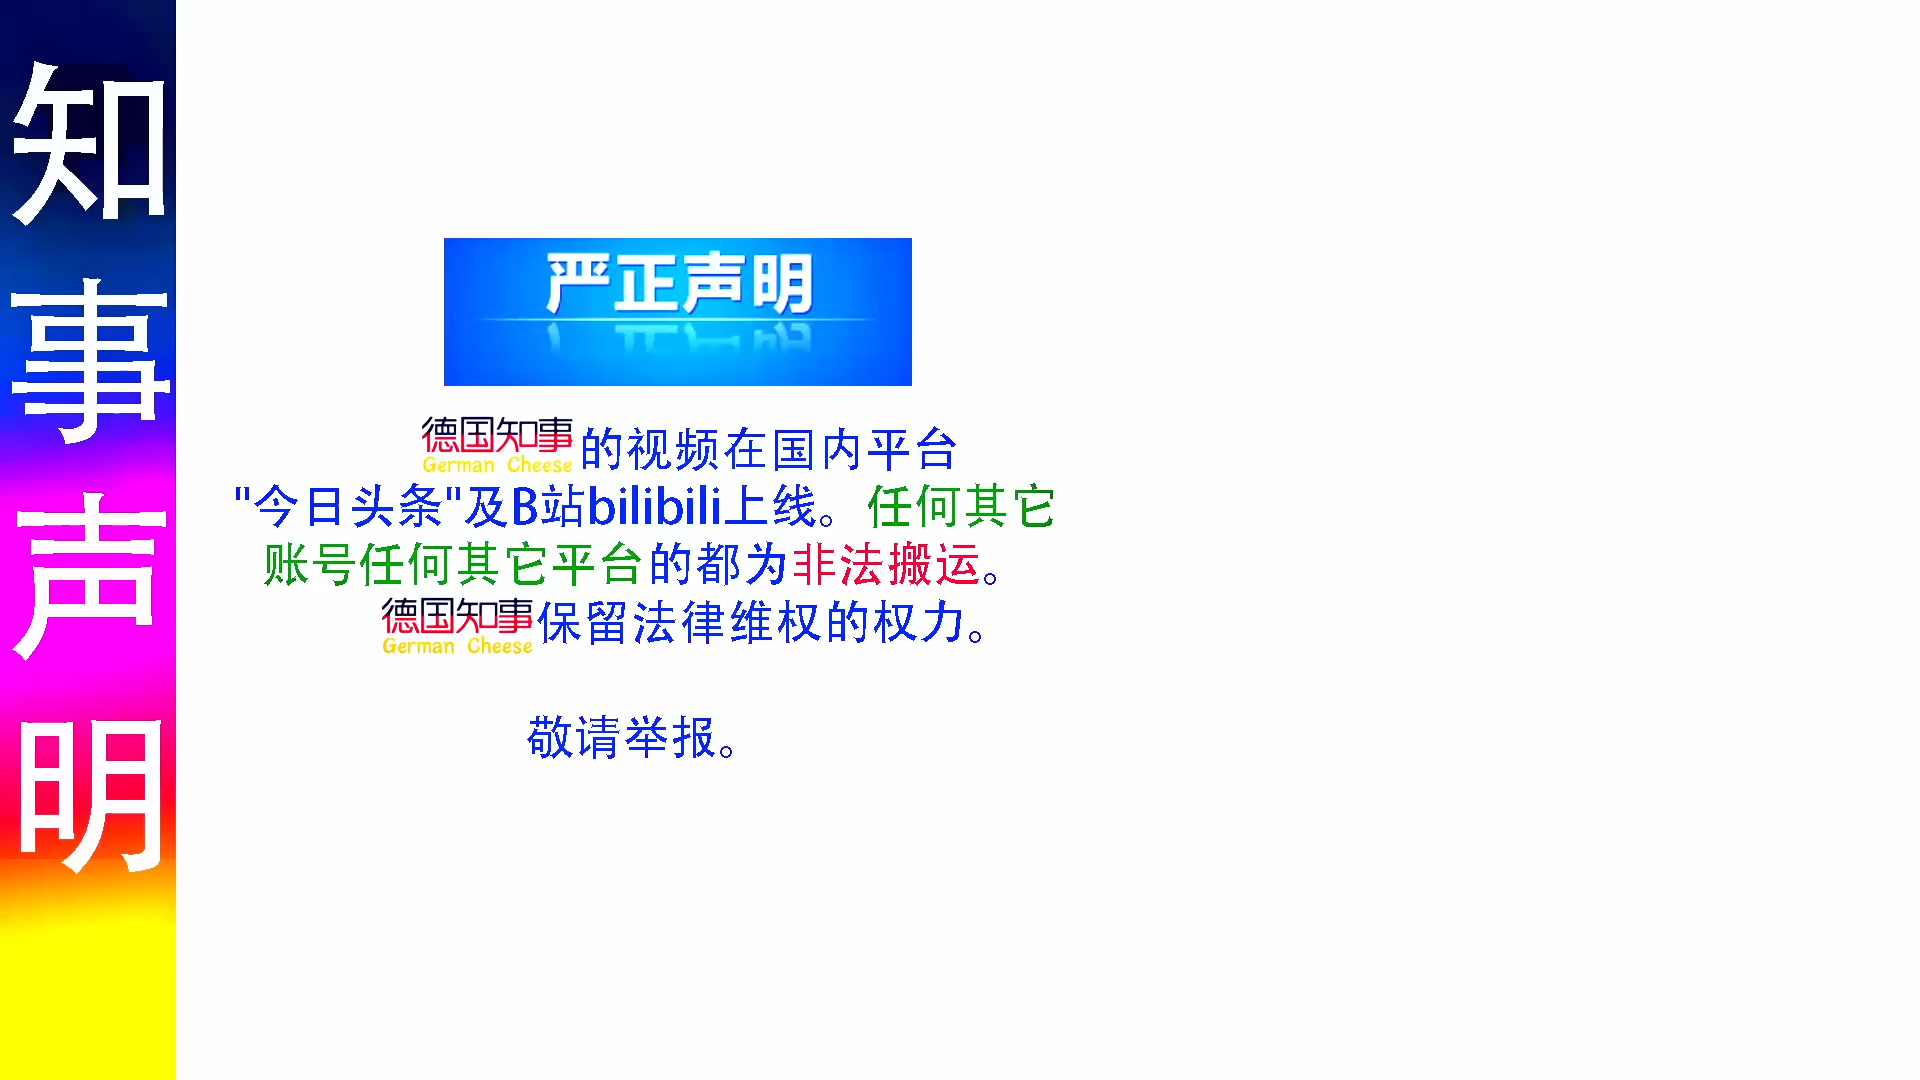 知事声明
严正声明
德国知事的视频在国内平台
German Cheese
"今日头条"及B站bilibili上线。任何其它
账号任何其它平台的都为非法搬运。
德国知事保留法律维权的权力。
German Cheese
敬请举报。